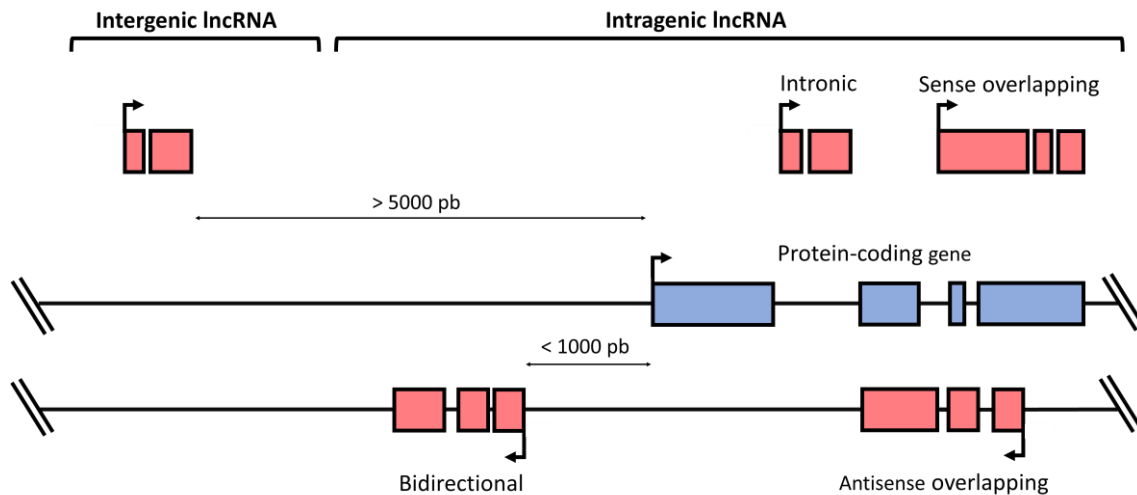 Intergenic lncRNA
Intragenic lncRNA
Intronic
Sense overlapping
> 5000 pb
Protein-coding gene
< 1000 pb
Bidirectional
Antisense overlapping